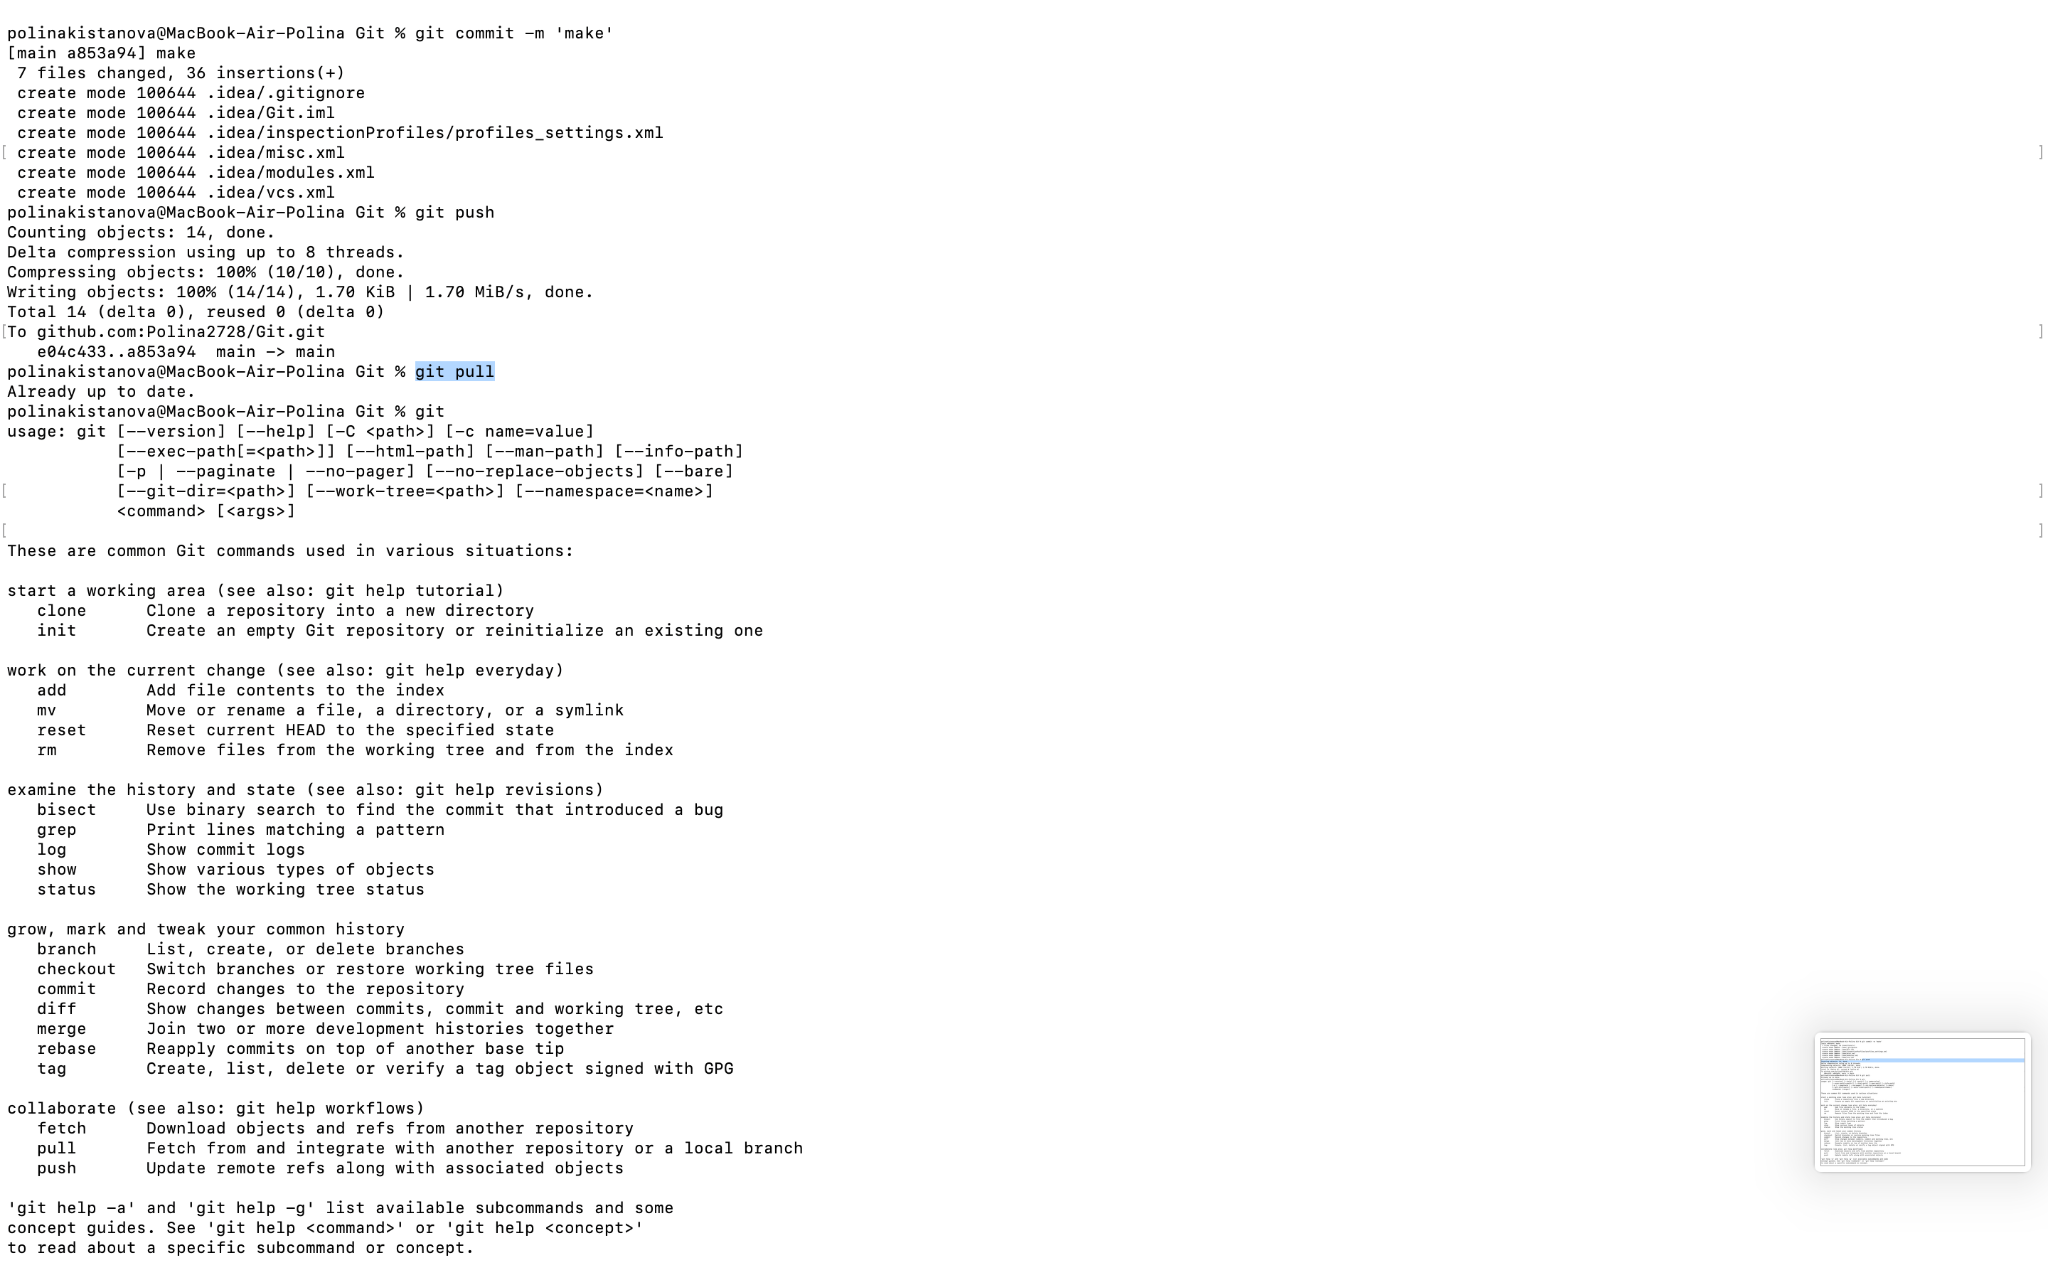 polinakistanova@MacBook-Air-Polina Git % git commit -m 'make'
[main a853a94] make
 7 files changed, 36 insertions(+)
 create mode 100644 .idea/.gitignore
 create mode 100644 .idea/Git.iml
 create mode 100644 .idea/inspectionProfiles/profiles_settings.xml
[ create mode 100644 .idea/misc.xml ]
 create mode 100644 .idea/modules.xml
 create mode 100644 .idea/vcs.xml
polinakistanova@MacBook-Air-Polina Git % git push
Counting objects: 14, done.
Delta compression using up to 8 threads.
Compressing objects: 100% (10/10), done.
Writing objects: 100% (14/14), 1.70 KiB | 1.70 MiB/s, done.
Total 14 (delta 0), reused 0 (delta 0)
[To github.com:Polina2728/Git.git ]
   e04c433..a853a94  main -> main
polinakistanova@MacBook-Air-Polina Git % git pull
Already up to date.
polinakistanova@MacBook-Air-Polina Git % git
usage: git [--version] [--help] [-C <path>] [-c name=value]
           [--exec-path[=<path>]] [--html-path] [--man-path] [--info-path]
           [-p | --paginate | --no-pager] [--no-replace-objects] [--bare]
[          [--git-dir=<path>] [--work-tree=<path>] [--namespace=<name>] ]
           <command> [<args>]
[ ]
These are common Git commands used in various situations:

start a working area (see also: git help tutorial)
   clone      Clone a repository into a new directory
   init       Create an empty Git repository or reinitialize an existing one

work on the current change (see also: git help everyday)
   add        Add file contents to the index
   mv         Move or rename a file, a directory, or a symlink
   reset      Reset current HEAD to the specified state
   rm         Remove files from the working tree and from the index

examine the history and state (see also: git help revisions)
   bisect     Use binary search to find the commit that introduced a bug
   grep       Print lines matching a pattern
   log        Show commit logs
   show       Show various types of objects
   status     Show the working tree status

grow, mark and tweak your common history
   branch     List, create, or delete branches
   checkout   Switch branches or restore working tree files
   commit     Record changes to the repository
   diff       Show changes between commits, commit and working tree, etc
   merge      Join two or more development histories together
   rebase     Reapply commits on top of another base tip
   tag        Create, list, delete or verify a tag object signed with GPG

collaborate (see also: git help workflows)
   fetch      Download objects and refs from another repository
   pull       Fetch from and integrate with another repository or a local branch
   push       Update remote refs along with associated objects

'git help -a' and 'git help -g' list available subcommands and some
concept guides. See 'git help <command>' or 'git help <concept>'
to read about a specific subcommand or concept.